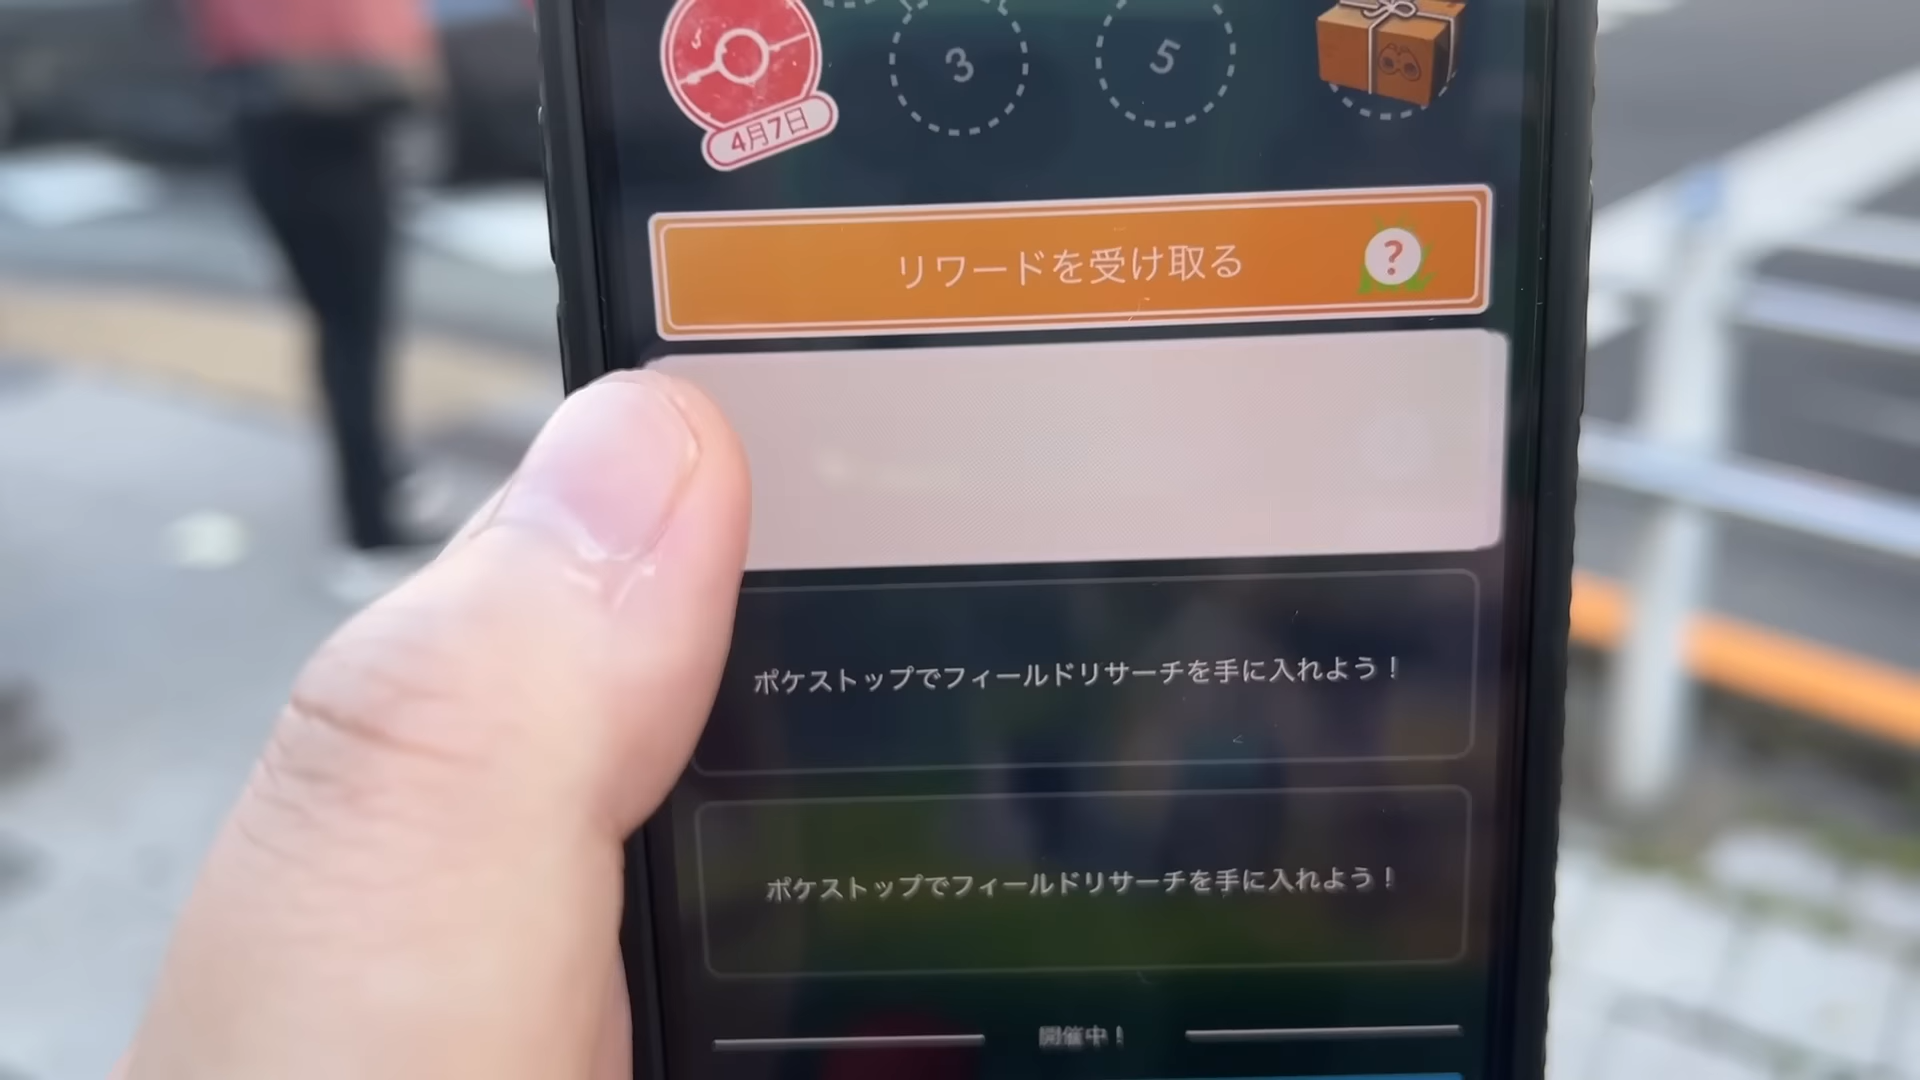 3
5
4月7日
リワードを受け取る
?
ポケストップでフィールドリサーチを手に入れよう!
ポケストップでフィールドリサーチを手に入れよう!
開催中!